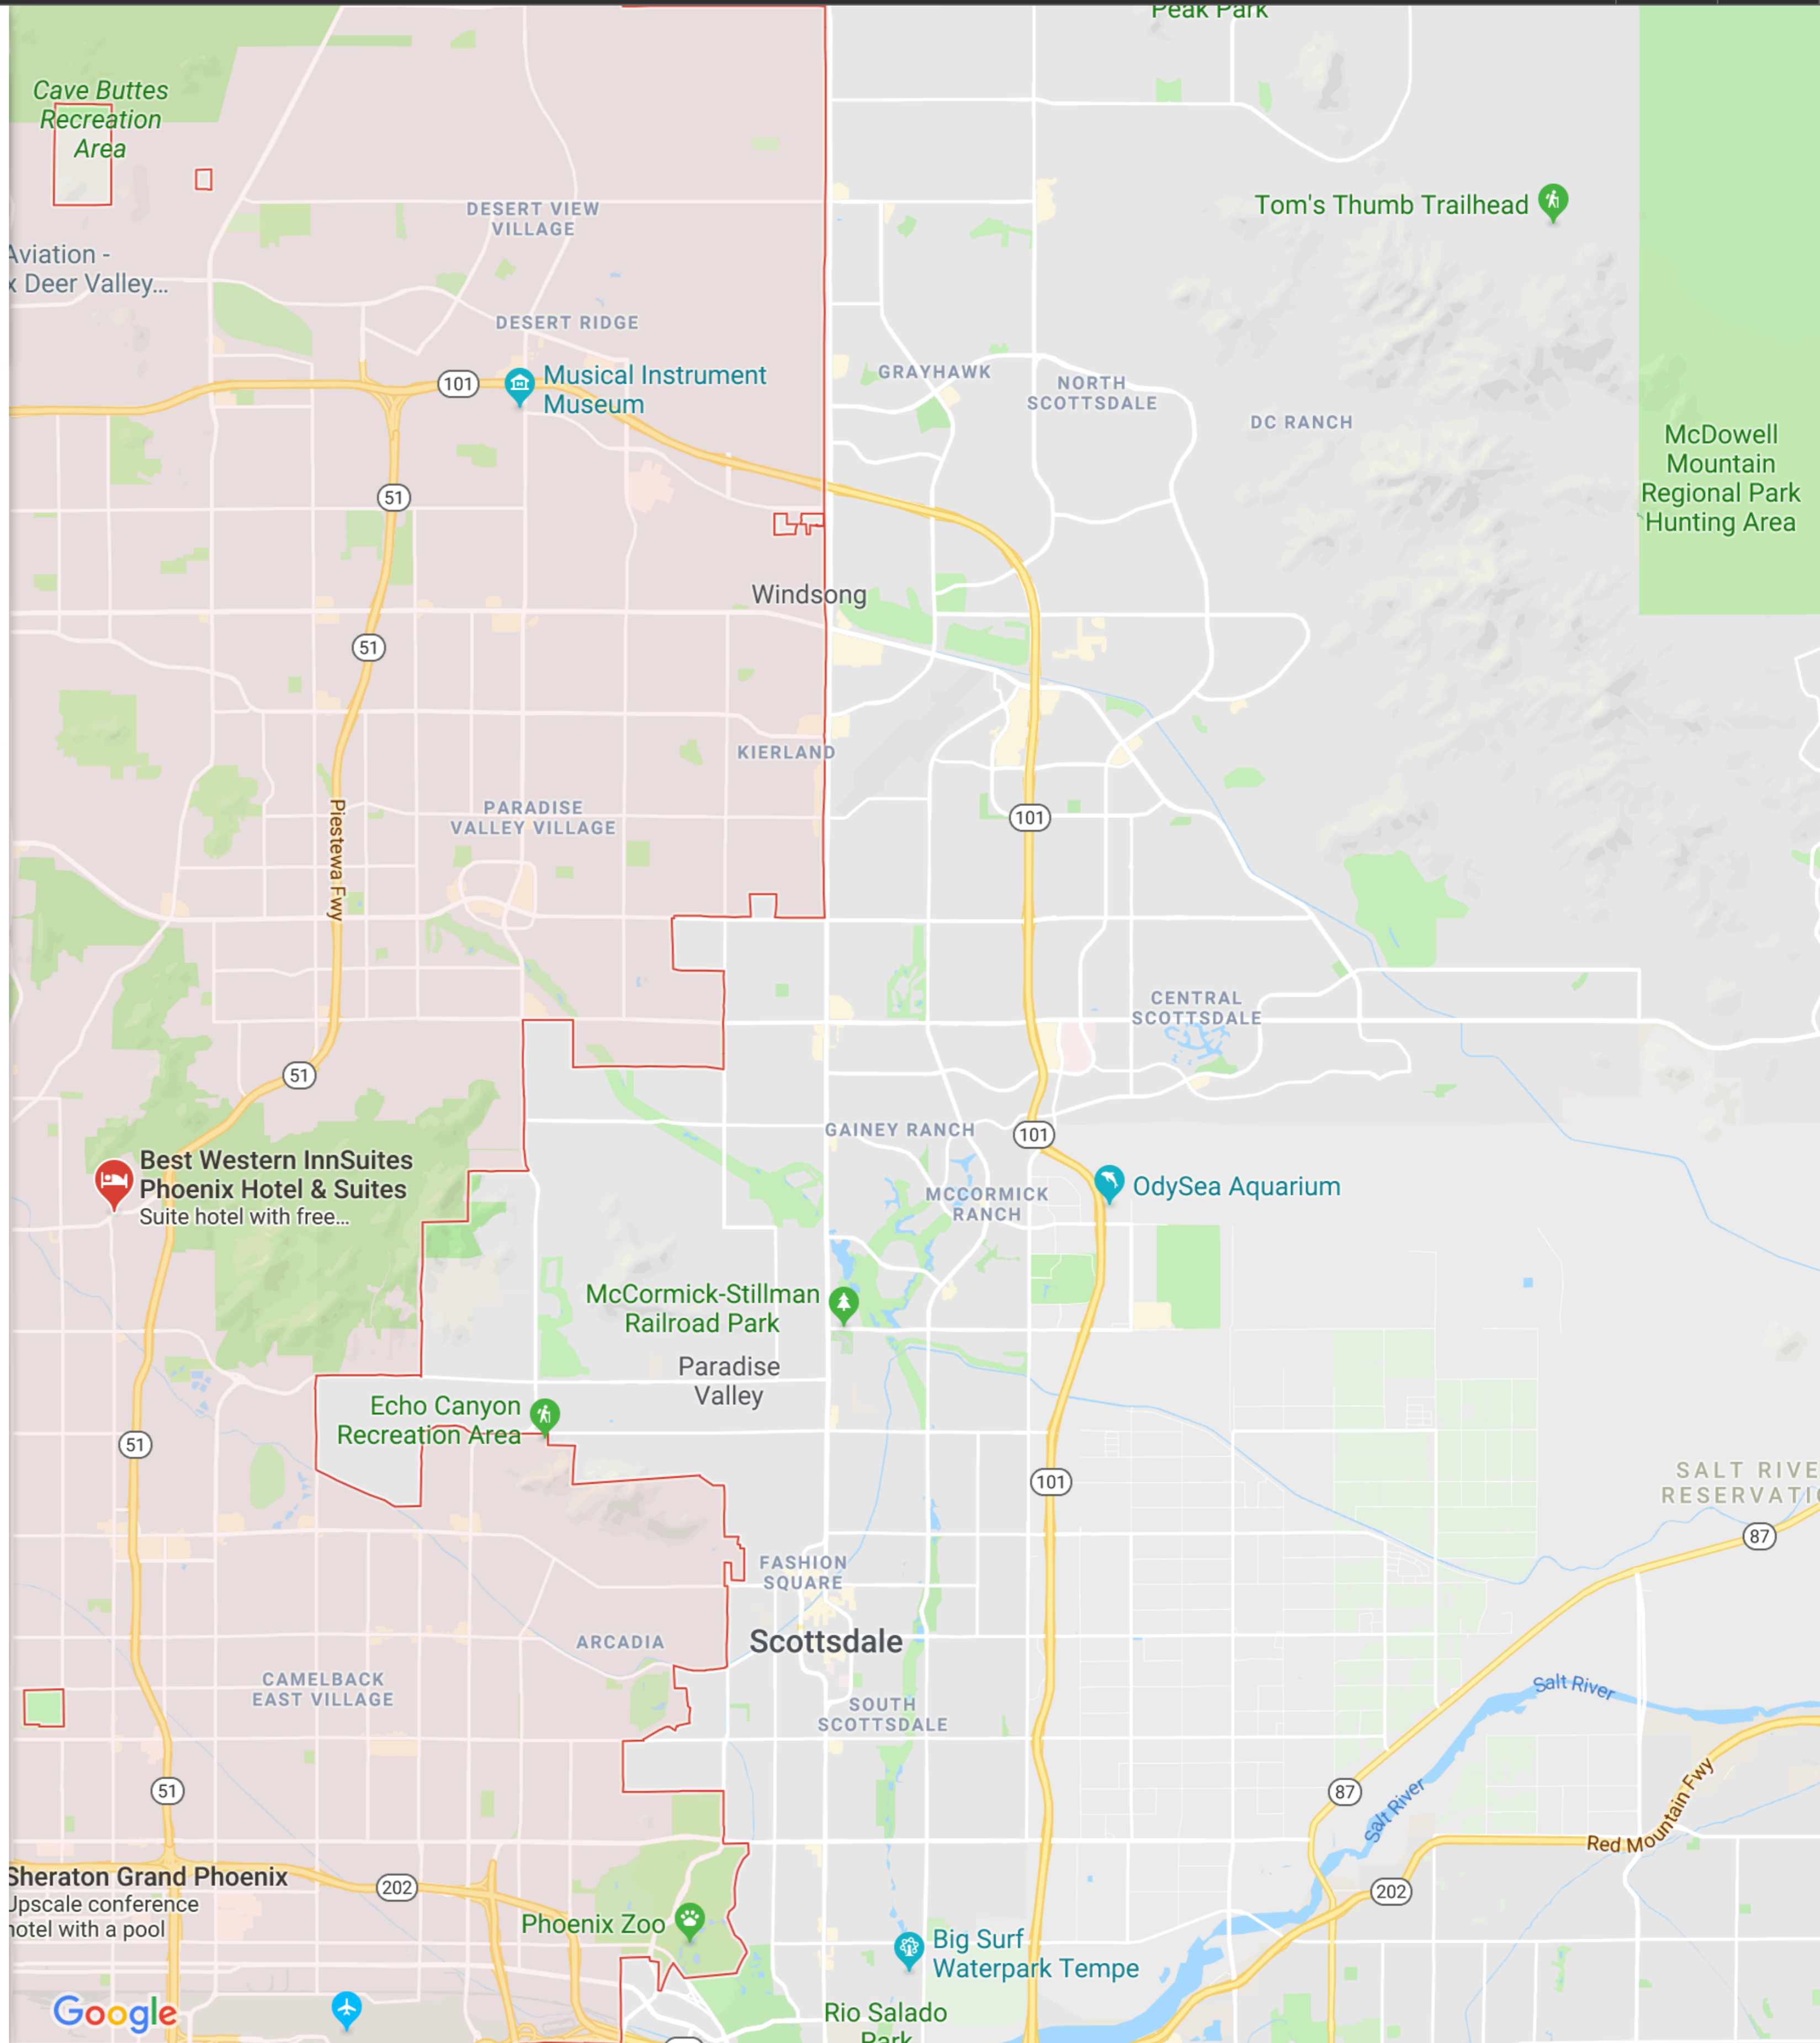 Peak Park
Cave Buttes
Recreation
Area
Tom's Thumb Trailhead
DESERT VIEW
VILLAGE
Aviation -
x Deer Valley...
DESERT RIDGE
101
Musical Instrument
Museum
GRAYHAWK
NORTH
SCOTTSDALE
DC RANCH
McDowell
Mountain
Regional Park
Hunting Area
51
Windsong
51
KIERLAND
PARADISE
VALLEY VILLAGE
Piestewa Fwy
101
CENTRAL
SCOTTSDALE
51
GAINEY RANCH
101
Best Western InnSuites
Phoenix Hotel & Suites
Suite hotel with free...
MCCORMICK
RANCH
OdySea Aquarium
McCormick-Stillman
Railroad Park
Paradise
Valley
Echo Canyon
Recreation Area
51
101
SALT RIVE
RESERVATI
87
FASHION
SQUARE
ARCADIA
Scottsdale
CAMELBACK
EAST VILLAGE
SOUTH
SCOTTSDALE
Salt River
51
87
Salt River
Red Mountain Fwy
Sheraton Grand Phoenix
Upscale conference
hotel with a pool
202
202
Phoenix Zoo
Big Surf
Waterpark Tempe
Google
Rio Salado
Park